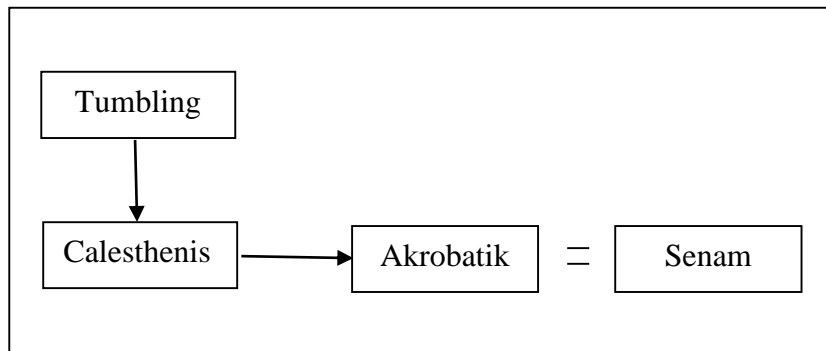 Tumbling
Calesthenis
Akrobatik
=
Senam